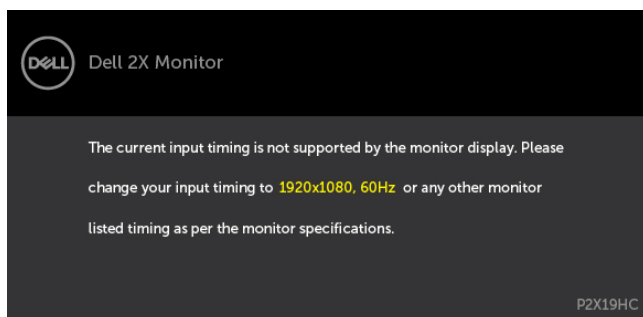 DELL
Dell 2X Monitor
The current input timing is not supported by the monitor display. Please
change your input timing to 1920x1080, 60Hz or any other monitor
listed timing as per the monitor specifications.
P2X19HC